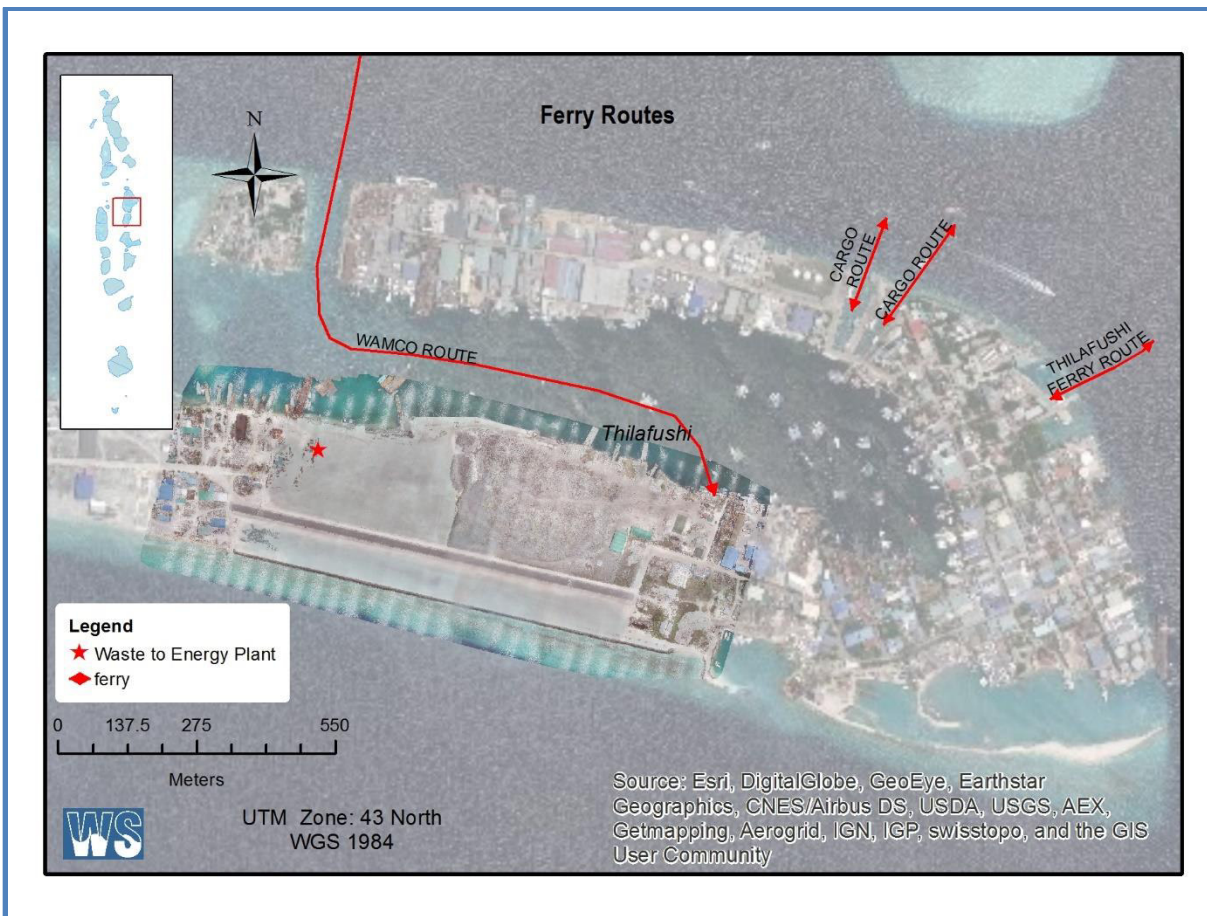 Ferry Routes
N
CARGO
ROUTE
CARGO ROUTE
THILAFUSHI
FERRY ROUTE
WAMCO ROUTE
Thilafushi
Legend
Waste to Energy Plant
ferry
0 137.5 275 550
Meters
WS
UTM Zone: 43 North
WGS 1984
Source: Esri, DigitalGlobe, GeoEye, Earthstar
Geographics, CNES/Airbus DS, USDA, USGS, AEX,
Getmapping, Aerogrid, IGN, IGP, swisstopo, and the GIS
User Community